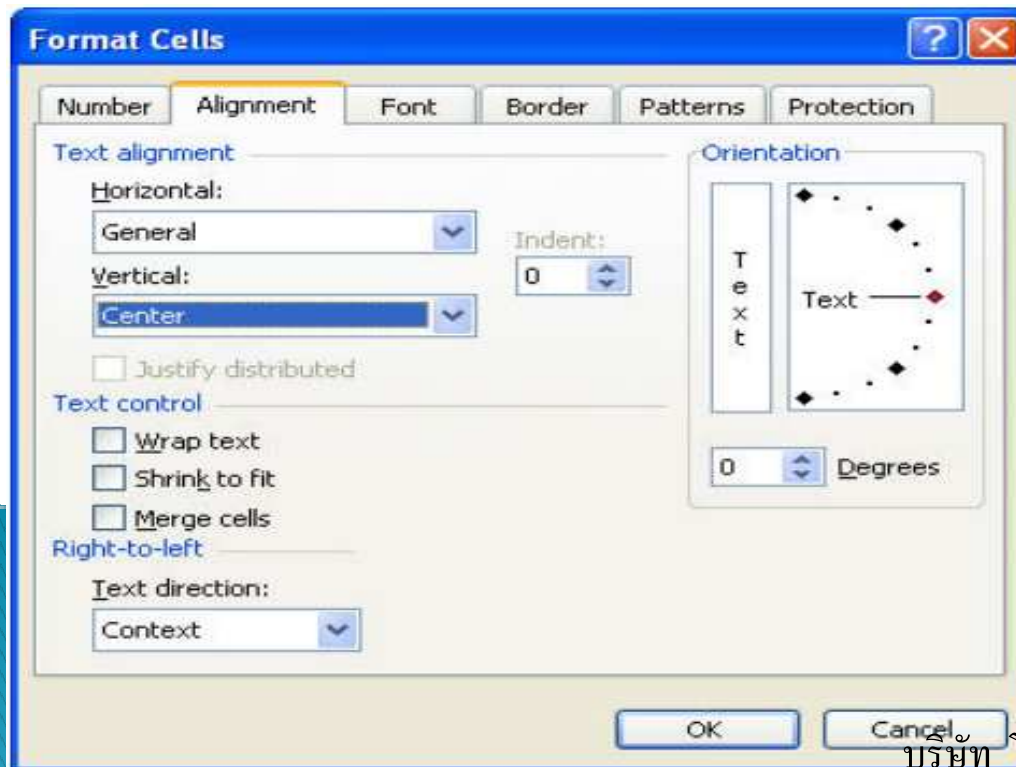 Format Cells
Number Alignment Font Border Patterns Protection
Text alignment
Horizontal:
General
Indent:
0
Vertical:
Center
Justify distributed
Text control
Wrap text
Shrink to fit
Merge cells
Right-to-left
Text direction:
Context
Orientation
Text
Text
0 Degrees
OK Cancel
บริษัท